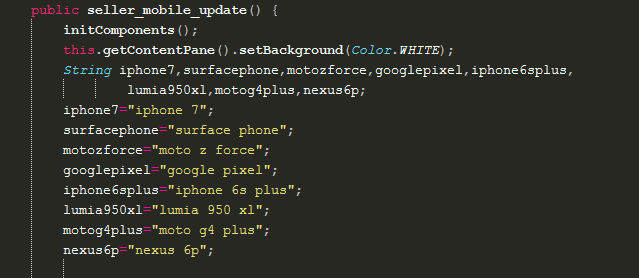 public seller_mobile_update() {
initComponents();
this.getContentPane().setBackground(Color.WHITE);
String iphone7,surfacephone,motozforce,googlepixel,iphone6splus,
lumia950xl,motog4plus,nexus6p;
iphone7="iphone 7";
surfacephone="surface phone";
motozforce="moto z force";
googlepixel="google pixel";
iphone6splus="iphone 6s plus";
lumia950xl="lumia 950 xl";
motog4plus="moto g4 plus";
nexus6p="nexus 6p";